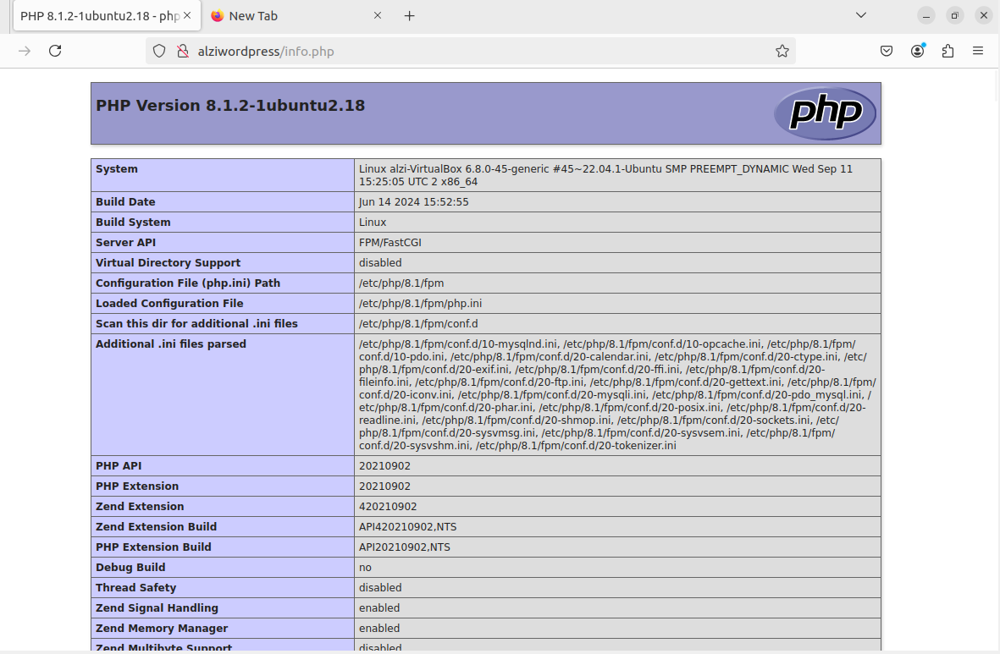 PHP 8.1.2-1ubuntu2.18 - php
New Tab
alziwordpress/info.php
PHP Version 8.1.2-1ubuntu2.18
php
System
Linux alzi-VirtualBox 6.8.0-45-generic #45~22.04.1-Ubuntu SMP PREEMPT_DYNAMIC Wed Sep 11
15:25:05 UTC 2 x86_64
Build Date
Jun 14 2024 15:52:55
Build System
Linux
Server API
FPM/FastCGI
Virtual Directory Support
disabled
Configuration File (php.ini) Path
/etc/php/8.1/fpm
Loaded Configuration File
/etc/php/8.1/fpm/php.ini
Scan this dir for additional .ini files
/etc/php/8.1/fpm/conf.d
Additional .ini files parsed
/etc/php/8.1/fpm/conf.d/10-mysqlnd.ini, /etc/php/8.1/fpm/conf.d/10-opcache.ini, /etc/php/8.1/fpm/
conf.d/10-pdo.ini, /etc/php/8.1/fpm/conf.d/20-calendar.ini, /etc/php/8.1/fpm/conf.d/20-ctype.ini, /etc/
php/8.1/fpm/conf.d/20-exif.ini, /etc/php/8.1/fpm/conf.d/20-ffi.ini, /etc/php/8.1/fpm/conf.d/20-
fileinfo.ini, /etc/php/8.1/fpm/conf.d/20-ftp.ini, /etc/php/8.1/fpm/conf.d/20-gettext.ini, /etc/php/8.1/fpm/
conf.d/20-iconv.ini, /etc/php/8.1/fpm/conf.d/20-mysqli.ini, /etc/php/8.1/fpm/conf.d/20-pdo_mysql.ini, /
etc/php/8.1/fpm/conf.d/20-phar.ini, /etc/php/8.1/fpm/conf.d/20-posix.ini, /etc/php/8.1/fpm/conf.d/20-
readline.ini, /etc/php/8.1/fpm/conf.d/20-shmop.ini, /etc/php/8.1/fpm/conf.d/20-sockets.ini, /etc/
php/8.1/fpm/conf.d/20-sysvmsg.ini, /etc/php/8.1/fpm/conf.d/20-sysvsem.ini, /etc/php/8.1/fpm/
conf.d/20-sysvshm.ini, /etc/php/8.1/fpm/conf.d/20-tokenizer.ini
PHP API
20210902
PHP Extension
20210902
Zend Extension
420210902
Zend Extension Build
API420210902,NTS
PHP Extension Build
API20210902,NTS
Debug Build
no
Thread Safety
disabled
Zend Signal Handling
enabled
Zend Memory Manager
enabled
Zend Multibyte Support
disabled